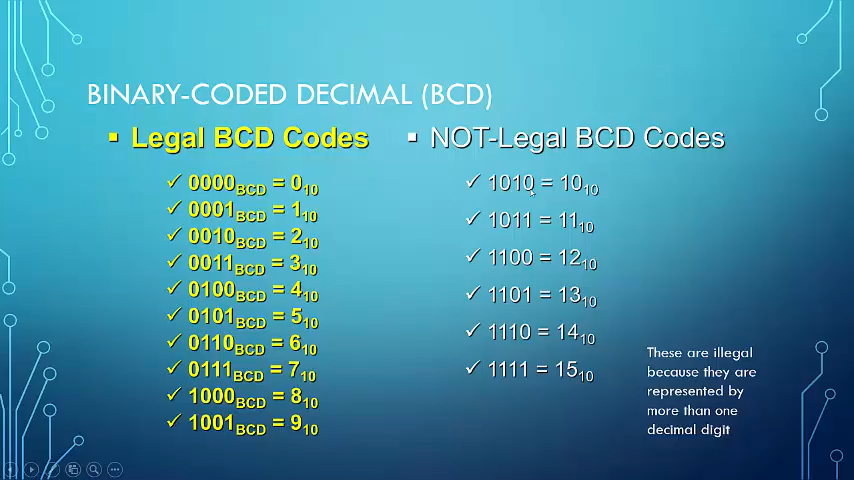 BINARY-CODED DECIMAL (BCD)
▪ Legal BCD Codes
✓ 0000BCD = 010
✓ 0001BCD = 110
✓ 0010BCD = 210
✓ 0011BCD = 310
✓ 0100BCD = 410
✓ 0101BCD = 510
✓ 0110BCD = 610
✓ 0111BCD = 710
✓ 1000BCD = 810
✓ 1001BCD = 910
▪ NOT-Legal BCD Codes
✓ 1010 = 1010
✓ 1011 = 1110
✓ 1100 = 1210
✓ 1101 = 1310
✓ 1110 = 1410
✓ 1111 = 1510
These are illegal
because they are
represented by
more than one
decimal digit